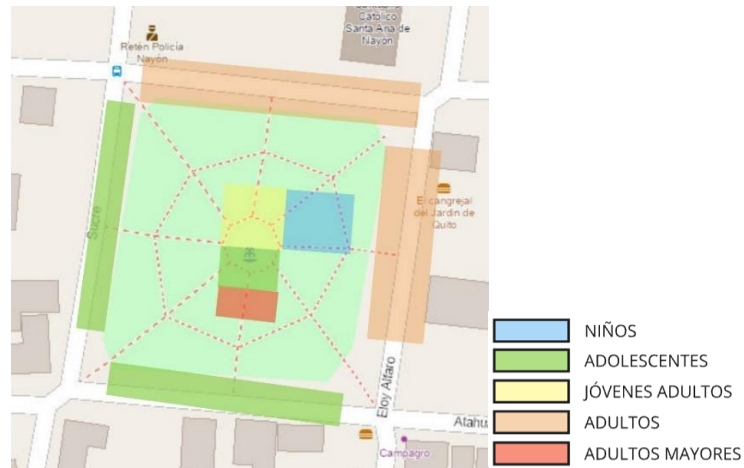 Católico
Santa Ana de
Nayón
Retén Policía
Nayón
El cangrejal
del Jardin de
Quito
Sucre
Eloy Alfaro
Atahu
Campagro
NIÑOS
ADOLESCENTES
JÓVENES ADULTOS
ADULTOS
ADULTOS MAYORES